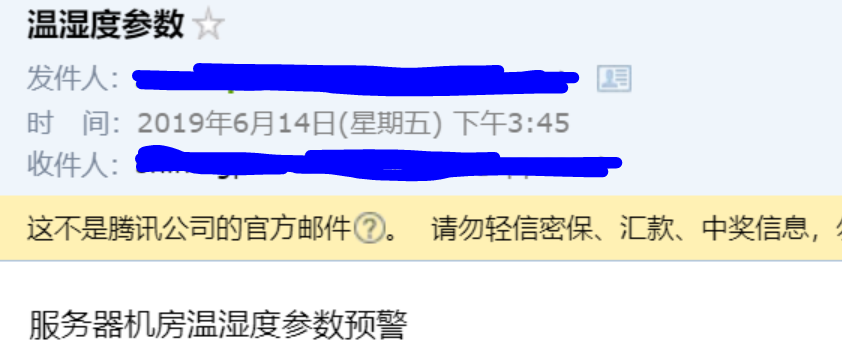 温湿度参数
发件人：
时 间：2019年6月14日(星期五) 下午3:45
收件人：
这不是腾讯公司的官方邮件?。 请勿轻信密保、汇款、中奖信息，
服务器机房温湿度参数预警